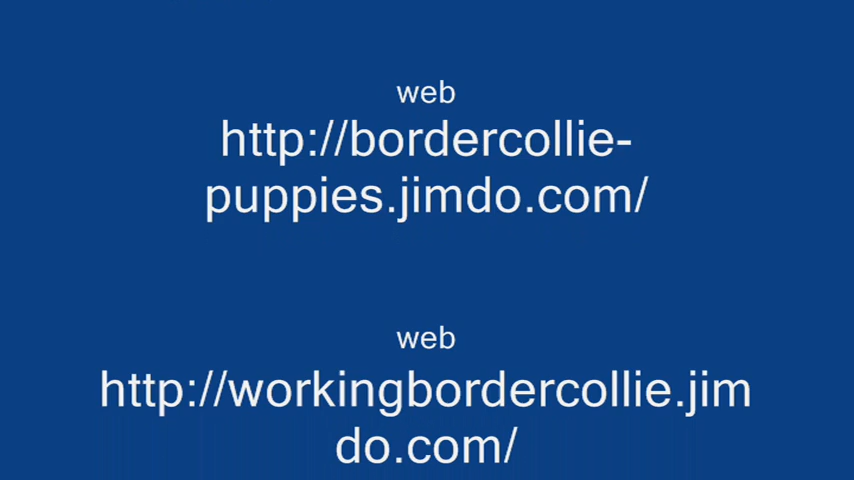 web
http://bordercollie-
puppies.jimdo.com/
web
http://workingbordercollie.jim
do.com/